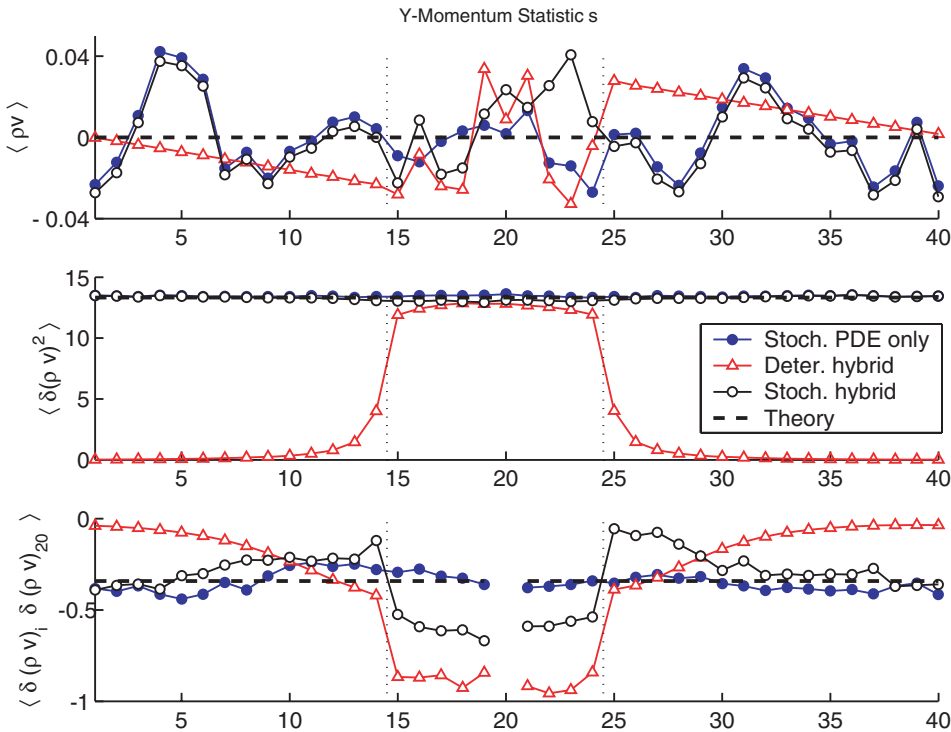 Y-Momentum Statistic s
⟨ ρv ⟩
0.04
0
- 0.04
5 10 15 20 25 30 35 40
⟨ δ(ρ v)² ⟩
15
10
5
0
Stoch. PDE only
Deter. hybrid
Stoch. hybrid
Theory
5 10 15 20 25 30 35 40
⟨ δ (ρ v)ᵢ δ (ρ v)₂₀ ⟩
0
-0.5
-1
5 10 15 20 25 30 35 40